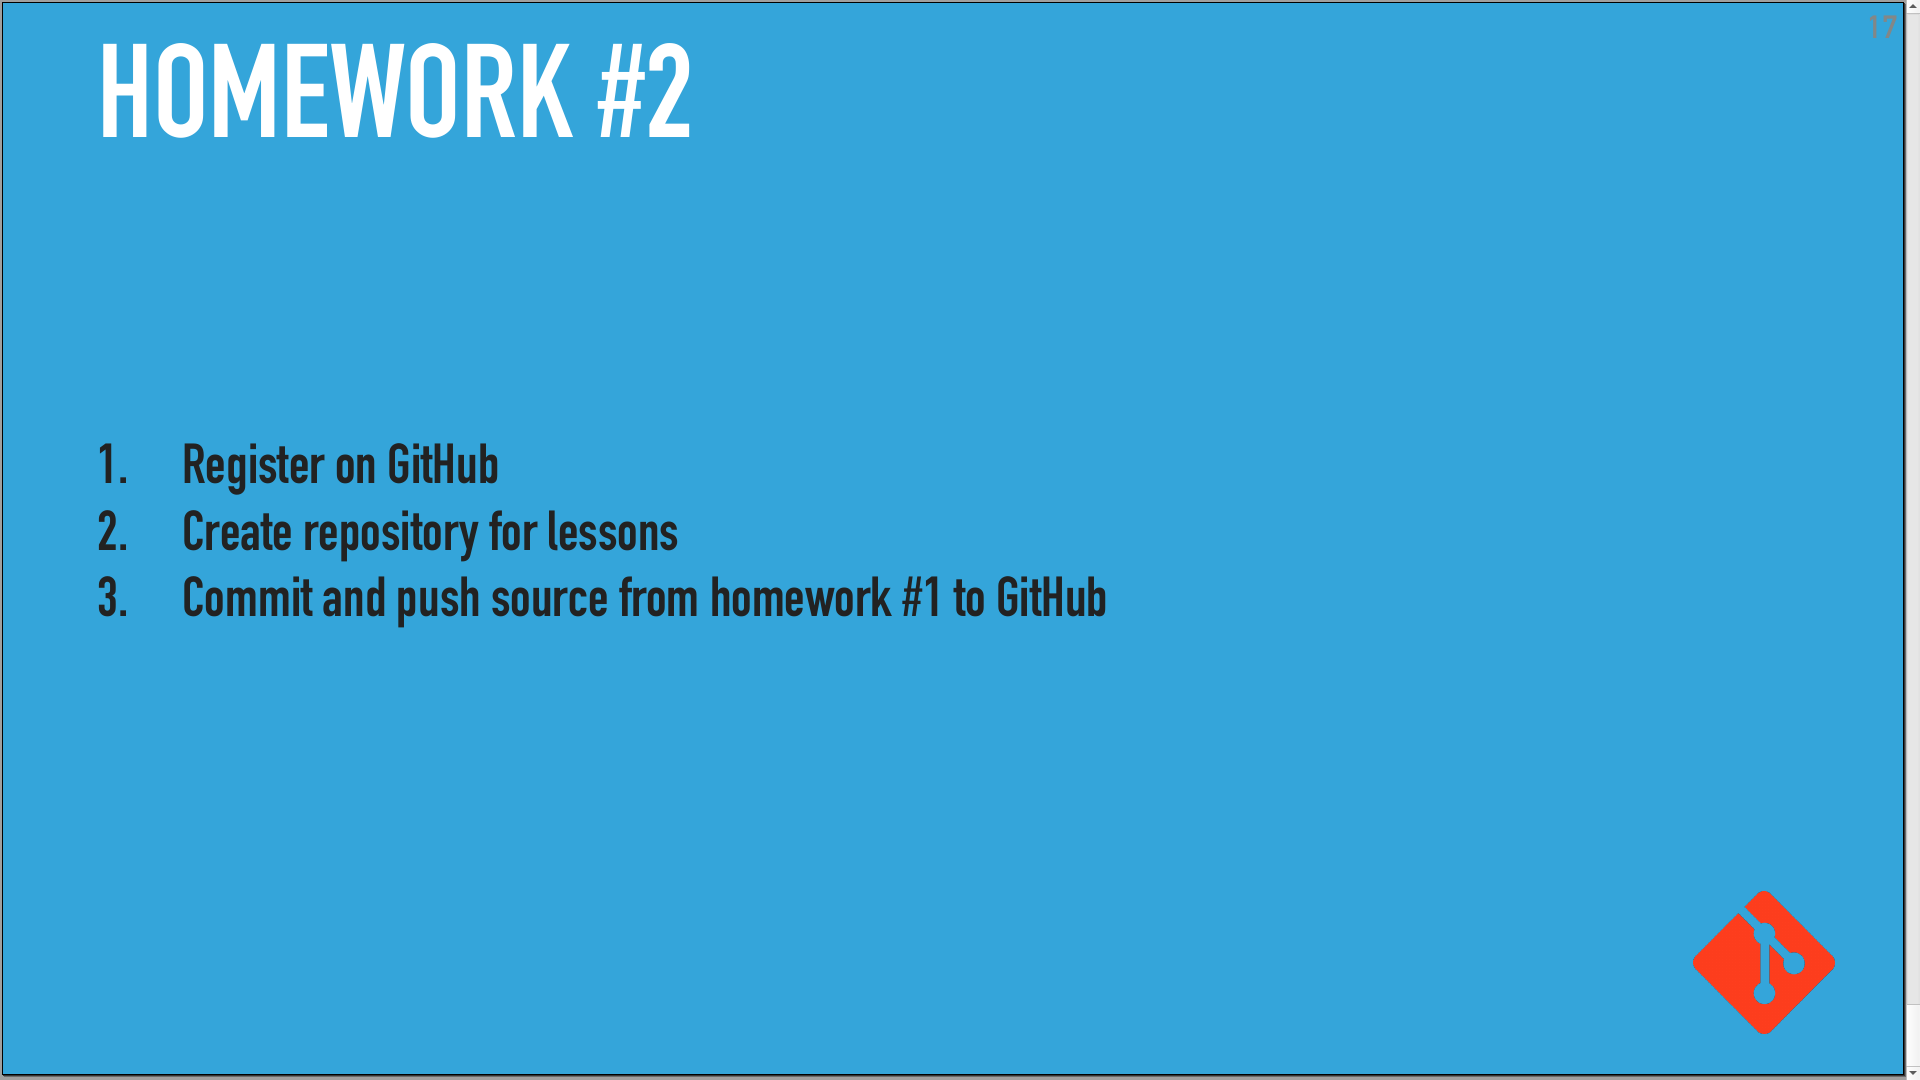 17
HOMEWORK #2
1. Register on GitHub
2. Create repository for lessons
3. Commit and push source from homework #1 to GitHub